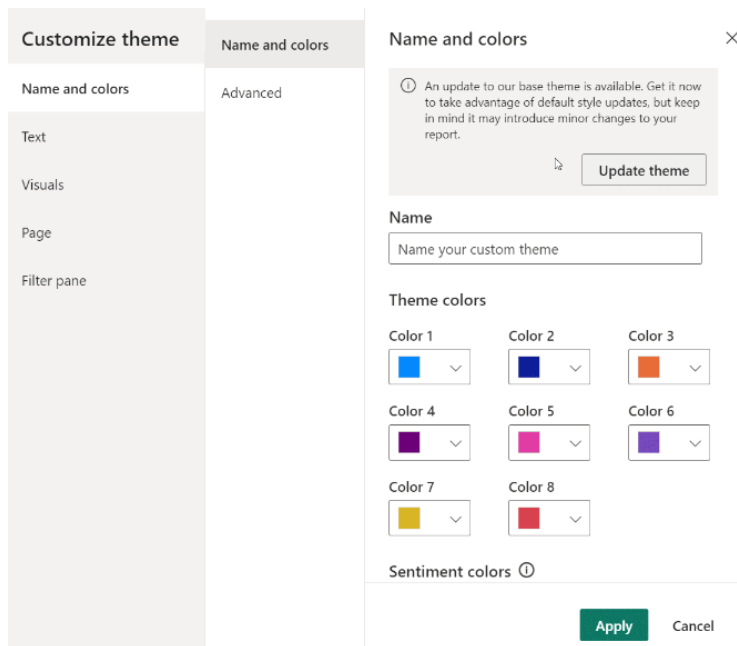 Customize theme
Name and colors
Text
Visuals
Page
Filter pane
Name and colors
Advanced
Name and colors
An update to our base theme is available. Get it now
to take advantage of default style updates, but keep
in mind it may introduce minor changes to your
report.
Update theme
Name
Name your custom theme
Theme colors
Color 1 Color 2 Color 3
Color 4 Color 5 Color 6
Color 7 Color 8
Sentiment colors
Apply Cancel